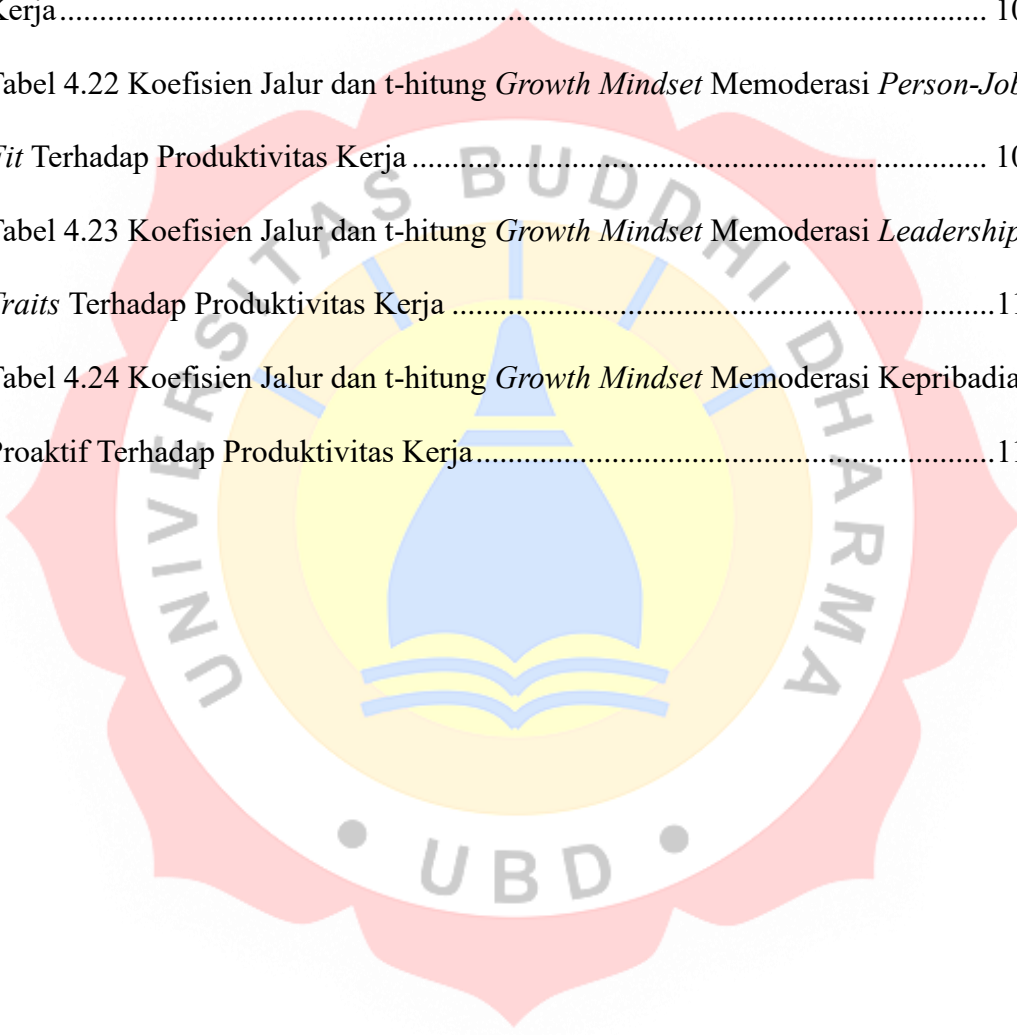 Kerja.......................................................................................................... 10
Tabel 4.22 Koefisien Jalur dan t-hitung Growth Mindset Memoderasi Person-Job
Fit Terhadap Produktivitas Kerja .................................................................. 10
Tabel 4.23 Koefisien Jalur dan t-hitung Growth Mindset Memoderasi Leadership
Traits Terhadap Produktivitas Kerja ..............................................................11
Tabel 4.24 Koefisien Jalur dan t-hitung Growth Mindset Memoderasi Kepribadia
Proaktif Terhadap Produktivitas Kerja...........................................................11
UNIVERSITAS BUDDHI DHARMA
• UBD •